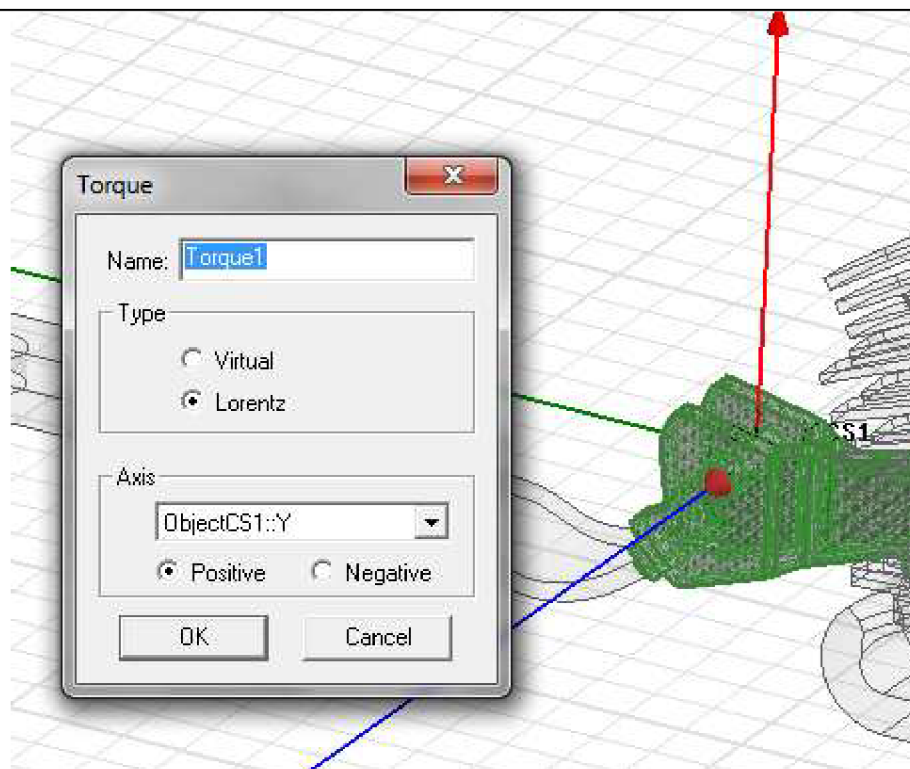 Torque
Name: Torque1
Type
Virtual
Lorentz
CS1
Axis
ObjectCS1::Y
Positive Negative
OK Cancel